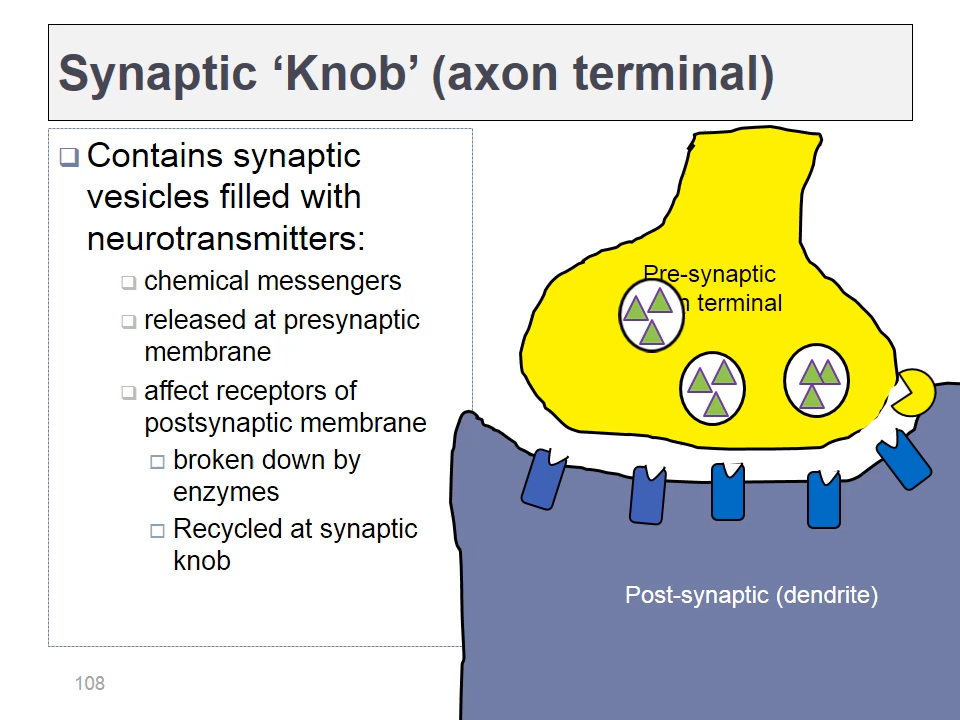 Synaptic ‘Knob’ (axon terminal)
Contains synaptic
vesicles filled with
neurotransmitters:
chemical messengers
released at presynaptic
membrane
affect receptors of
postsynaptic membrane
broken down by
enzymes
Recycled at synaptic
knob
Pre-synaptic
terminal
Post-synaptic (dendrite)
108